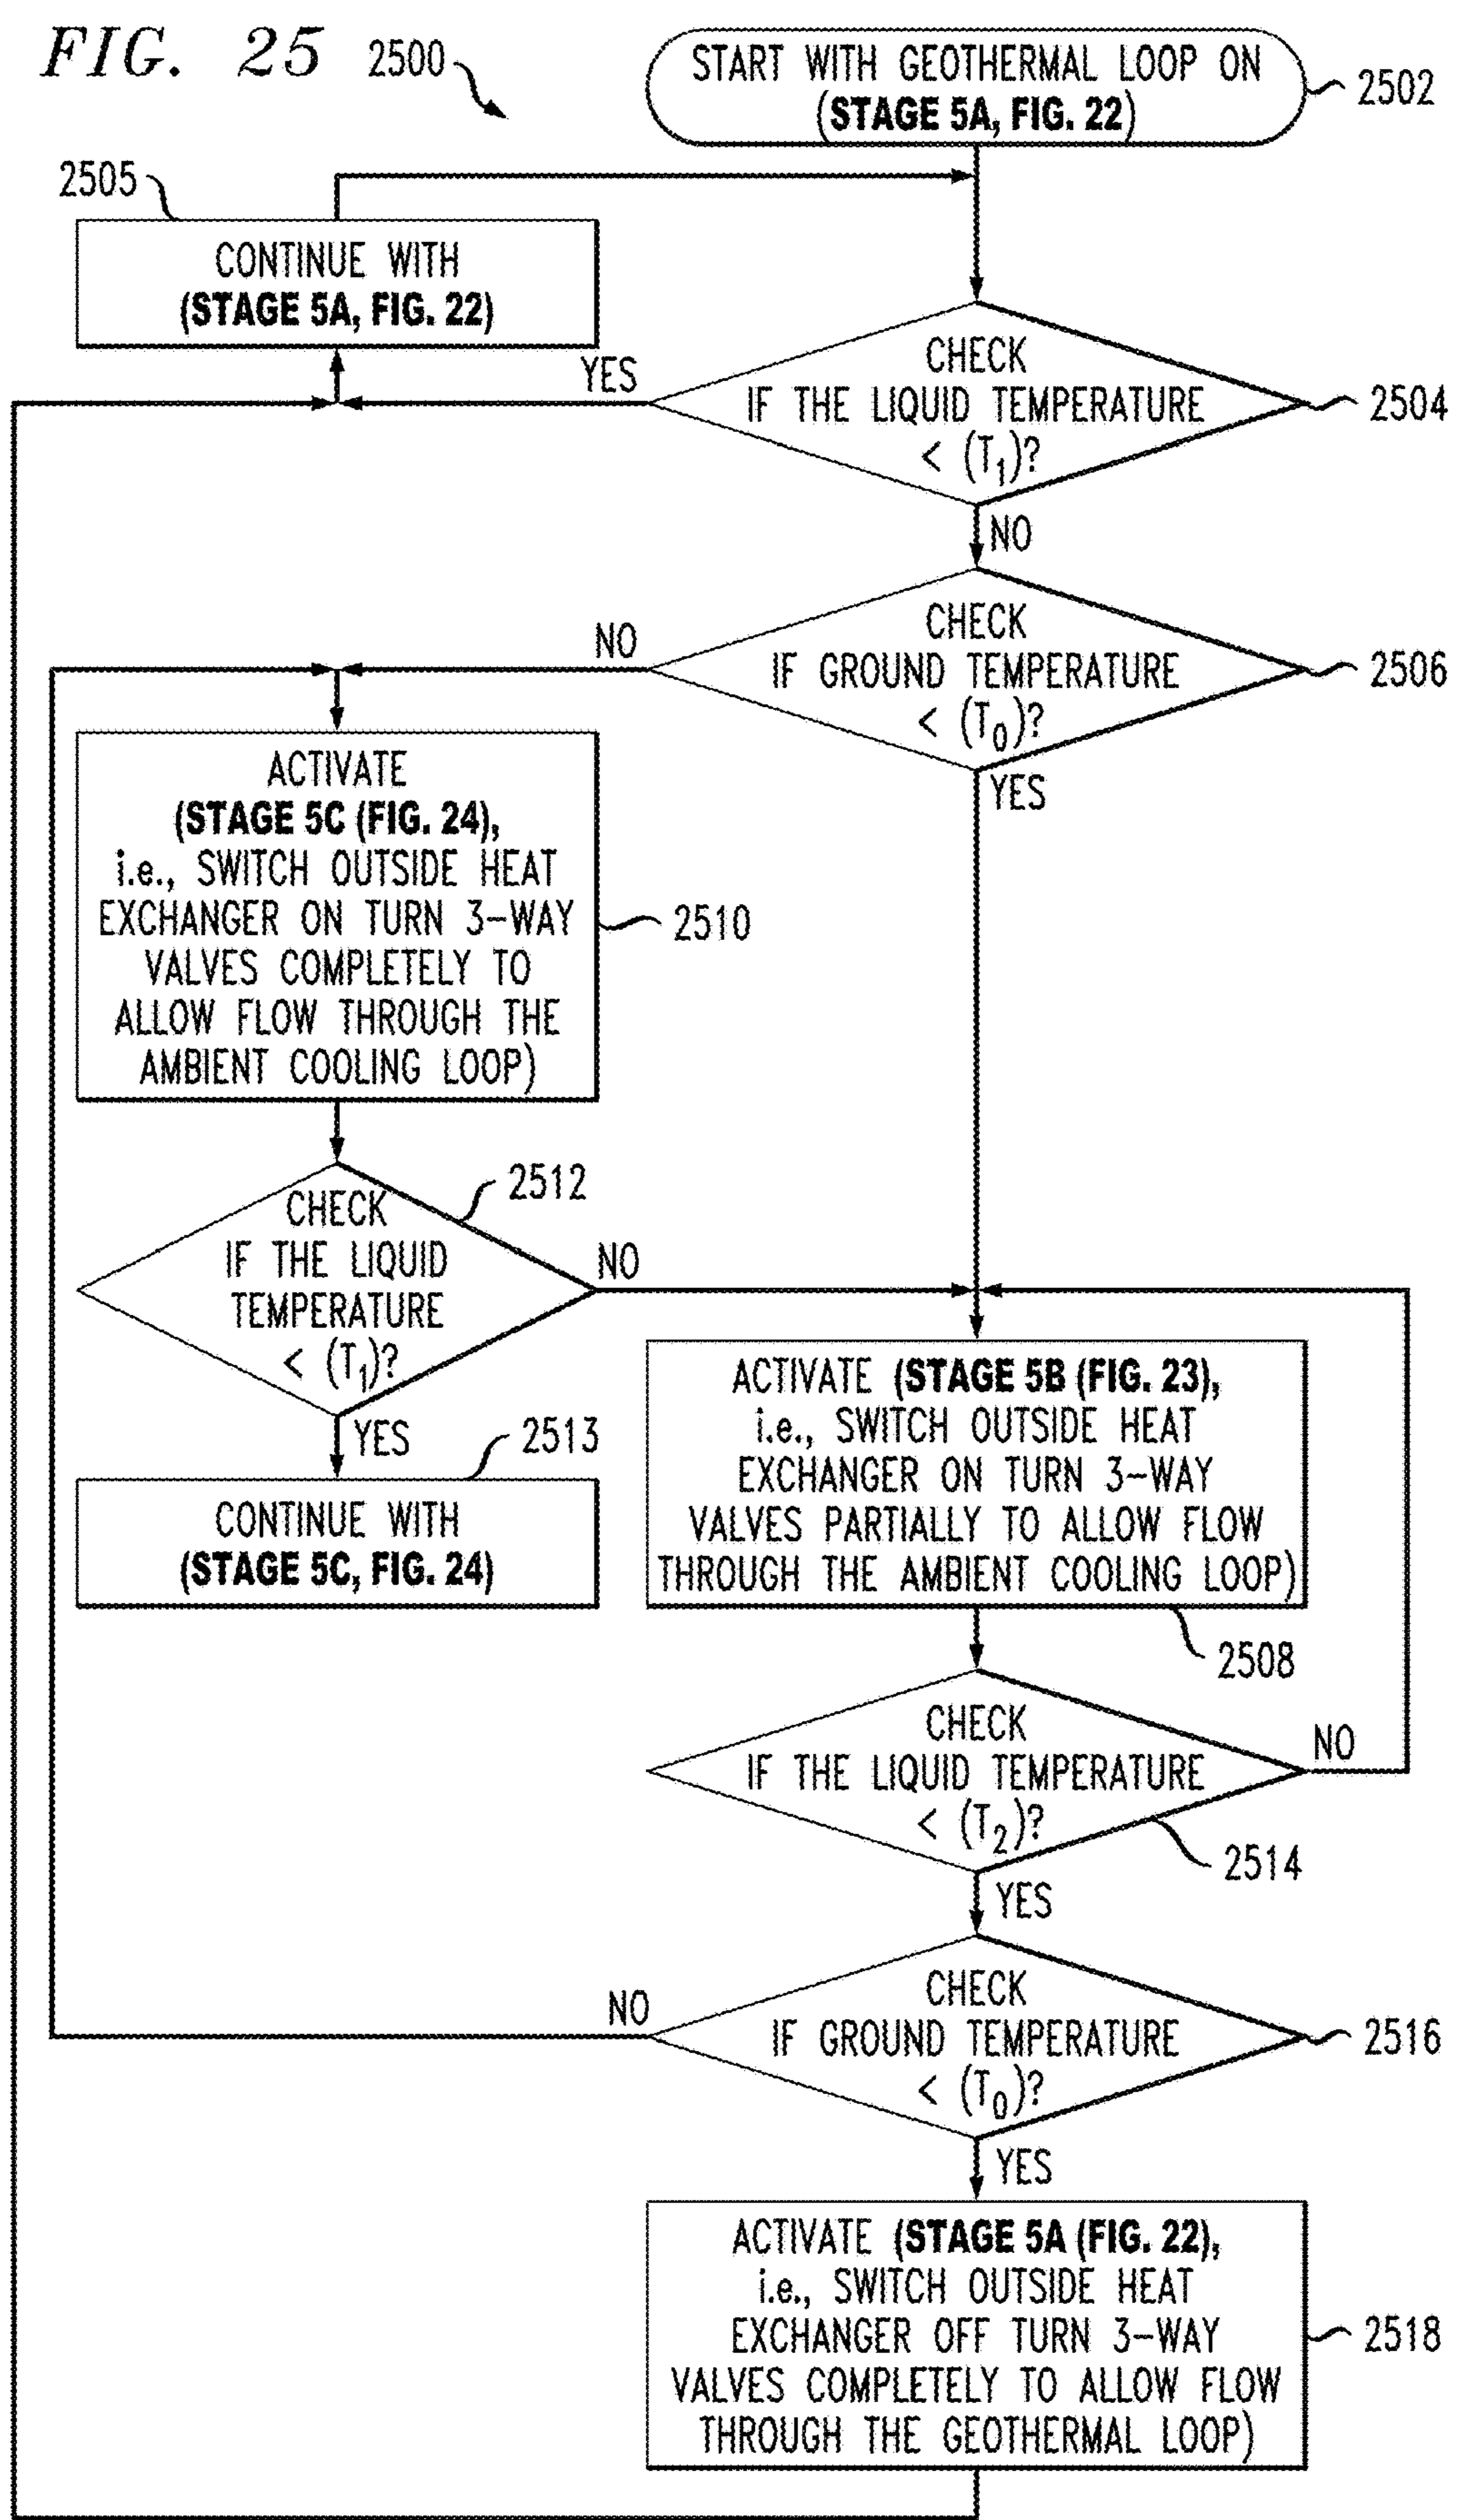 FIG. 25
2500
START WITH GEOTHERMAL LOOP ON
(STAGE 5A, FIG. 22)
2502
2505
CONTINUE WITH
(STAGE 5A, FIG. 22)
YES
CHECK
IF THE LIQUID TEMPERATURE
< (T1)?
2504
NO
NO
CHECK
IF GROUND TEMPERATURE
< (T0)?
2506
YES
ACTIVATE
(STAGE 5C (FIG. 24),
i.e., SWITCH OUTSIDE HEAT
EXCHANGER ON TURN 3-WAY
VALVES COMPLETELY TO
ALLOW FLOW THROUGH THE
AMBIENT COOLING LOOP)
2510
2512
CHECK
IF THE LIQUID
TEMPERATURE
< (T1)?
NO
YES
2513
CONTINUE WITH
(STAGE 5C, FIG. 24)
ACTIVATE (STAGE 5B (FIG. 23),
i.e., SWITCH OUTSIDE HEAT
EXCHANGER ON TURN 3-WAY
VALVES PARTIALLY TO ALLOW FLOW
THROUGH THE AMBIENT COOLING LOOP)
2508
CHECK
IF THE LIQUID TEMPERATURE
< (T2)?
NO
2514
YES
NO
CHECK
IF GROUND TEMPERATURE
< (T0)?
2516
YES
ACTIVATE (STAGE 5A (FIG. 22),
i.e., SWITCH OUTSIDE HEAT
EXCHANGER OFF TURN 3-WAY
VALVES COMPLETELY TO ALLOW FLOW
THROUGH THE GEOTHERMAL LOOP)
2518